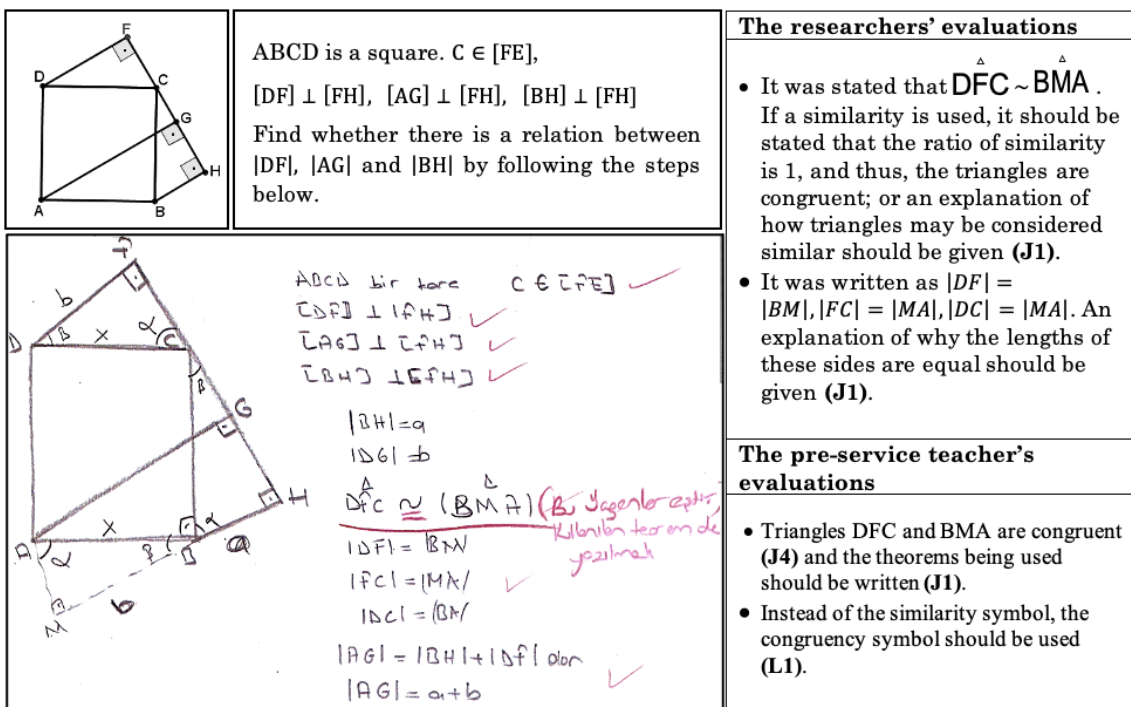 F
D
C
G
H
A
B
ABCD is a square. C ∈ [FE],
[DF] ⊥ [FH], [AG] ⊥ [FH], [BH] ⊥ [FH]
Find whether there is a relation between
|DF|, |AG| and |BH| by following the steps
below.
F
b
D
B
x
α
C
B
G
H
A
x
α
B
α
a
M
b
ABCD bir kare C ∈ [FE]
[DF] ⊥ [FH]
[AG] ⊥ [FH]
[BH] ⊥ [FH]
|BH| = a
|DG| = b
DFC ≈ (BMA) (Bu üçgenler eştir,
Kullanılan teorem de
yazılmalı
|DF| = |BM|
|FC| = |MA|
|DC| = |BA|
|AG| = |BH| + |DF| olur
|AG| = a+b
The researchers' evaluations
• It was stated that DFC ~ BMA .
If a similarity is used, it should be
stated that the ratio of similarity
is 1, and thus, the triangles are
congruent; or an explanation of
how triangles may be considered
similar should be given (J1).
• It was written as |DF| =
|BM|, |FC| = |MA|, |DC| = |MA|. An
explanation of why the lengths of
these sides are equal should be
given (J1).
The pre-service teacher's
evaluations
• Triangles DFC and BMA are congruent
(J4) and the theorems being used
should be written (J1).
• Instead of the similarity symbol, the
congruency symbol should be used
(L1).